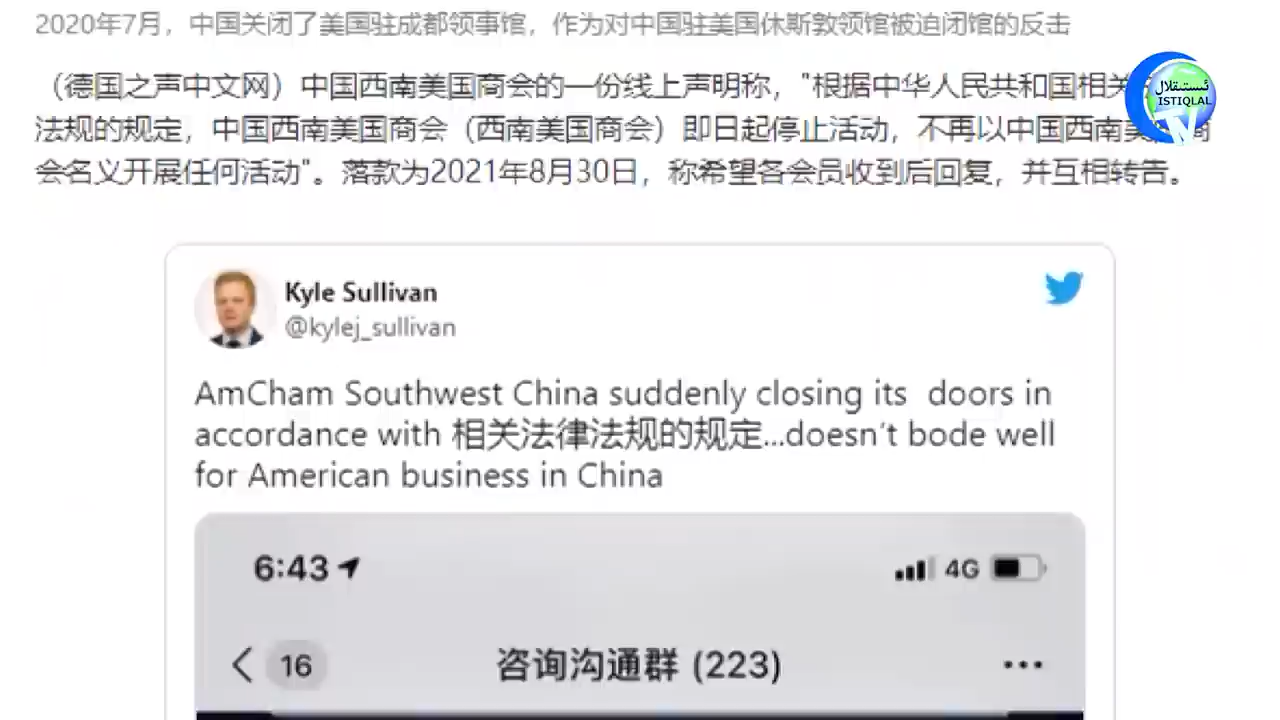 2020年7月，中国关闭了美国驻成都领事馆，作为对中国驻美国休斯敦领馆被迫闭馆的反击
（德国之声中文网）中国西南美国商会的一份线上声明称，"根据中华人民共和国相关
法规的规定，中国西南美国商会（西南美国商会）即日起停止活动，不再以中国西南美 商
会名义开展任何活动"。落款为2021年8月30日，称希望各会员收到后回复，并互相转告。
ئىستىقلال
ISTIQLAL
TV
Kyle Sullivan
@kylej_sullivan
AmCham Southwest China suddenly closing its doors in
accordance with 相关法律法规的规定...doesn't bode well
for American business in China
6:43
4G
16
咨询沟通群 (223)
...